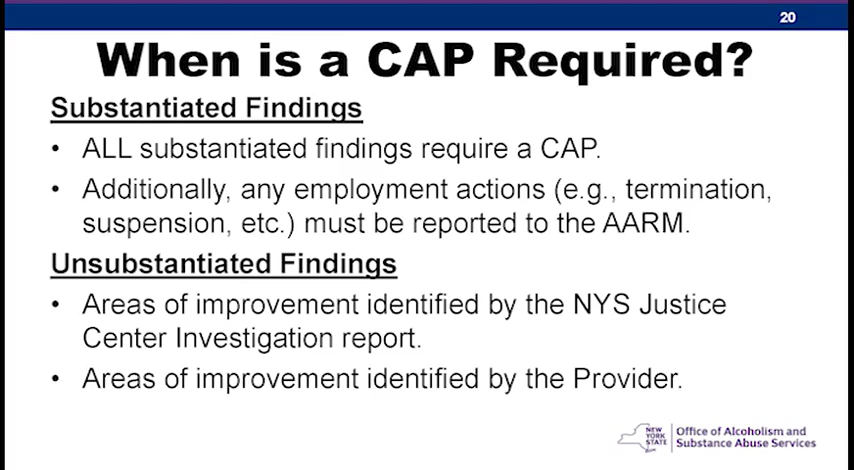 20
When is a CAP Required?
Substantiated Findings
• ALL substantiated findings require a CAP.
• Additionally, any employment actions (e.g., termination,
suspension, etc.) must be reported to the AARM.
Unsubstantiated Findings
• Areas of improvement identified by the NYS Justice
Center Investigation report.
• Areas of improvement identified by the Provider.
NEW
YORK
STATE
Office of Alcoholism and
Substance Abuse Services